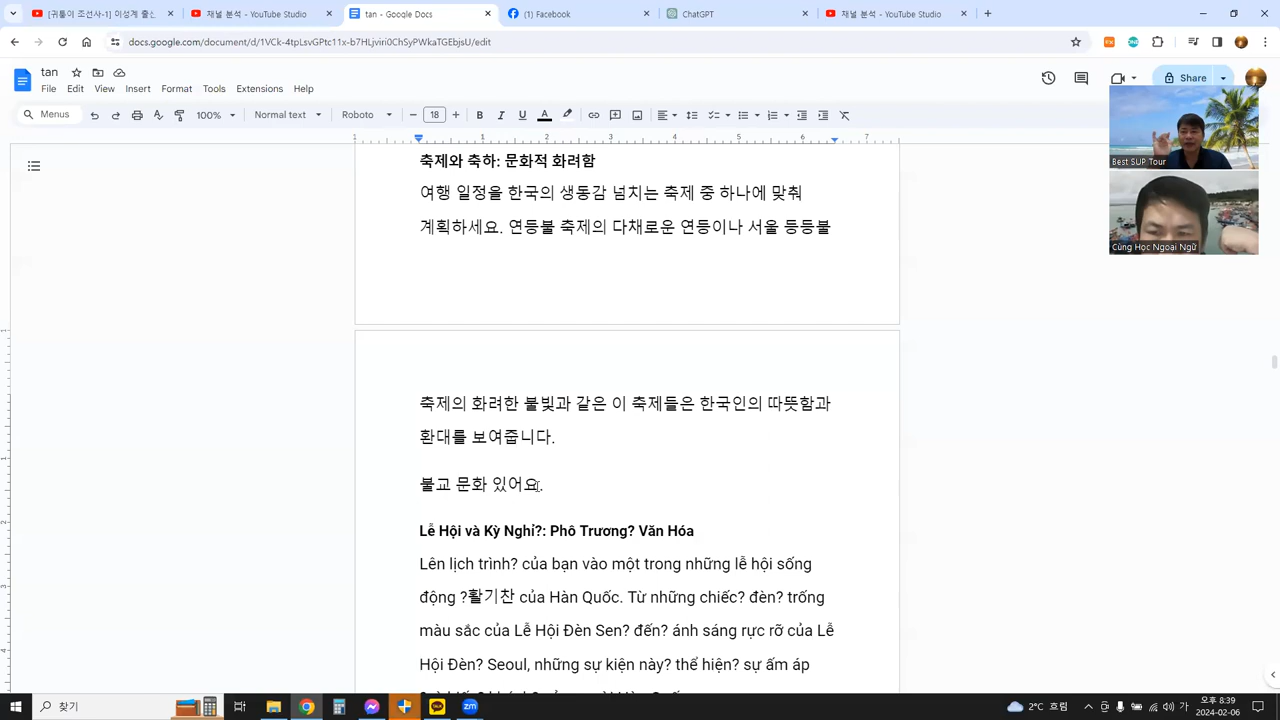 [귀통이 조선사-1] 이성계 출신
재널 분석 - YouTube Studio
tan - Google Docs
Facebook
ChatGPT
재널 분석 - YouTube Studio
docs.google.com/document/d/1VCk-4tpLsvGPtc11x-b7HLjviri0ChSyPWkaTGEbjsU/edit
tan
File Edit View Insert Format Tools Extensions Help
Share
Menus 100% Normal text Roboto 18 B I U A
1 1 2 3 4 5 6 7
Best SUP Tour
Cùng Học Ngoại Ngữ
축제와 축하: 문화적 화려함
여행 일정을 한국의 생동감 넘치는 축제 중 하나에 맞춰
계획하세요. 연등불 축제의 다채로운 연등이나 서울 등등불
축제의 화려한 불빛과 같은 이 축제들은 한국인의 따뜻함과
환대를 보여줍니다.
불교 문화 있어요.
Lễ Hội và Kỳ Nghỉ?: Phô Trương? Văn Hóa
Lên lịch trình? của bạn vào một trong những lễ hội sống
động ?활기찬 của Hàn Quốc. Từ những chiếc? đèn? trống
màu sắc của Lễ Hội Đèn Sen? đến? ánh sáng rực rỡ của Lễ
Hội Đèn? Seoul, những sự kiện này? thể hiện? sự ấm áp
찾기
2°C 흐림
가
오후 8:39
2024-02-06